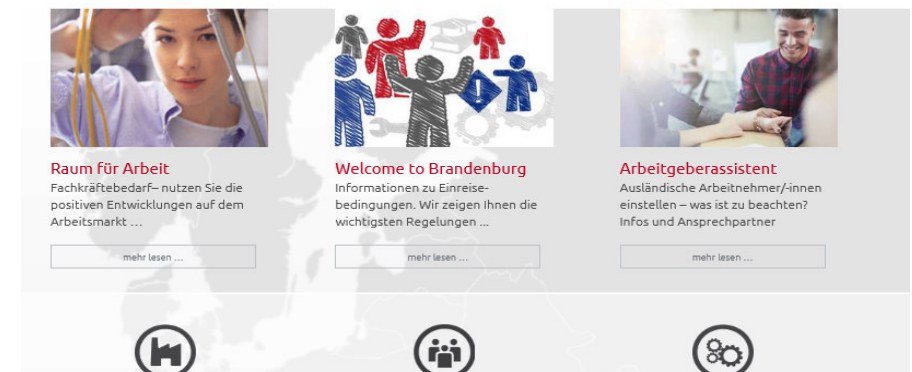 Raum für Arbeit
Fachkräftebedarf– nutzen Sie die
positiven Entwicklungen auf dem
Arbeitsmarkt …
mehr lesen …
Welcome to Brandenburg
Informationen zu Einreise-
bedingungen. Wir zeigen Ihnen die
wichtigsten Regelungen ...
mehr lesen …
Arbeitgeberassistent
Ausländische Arbeitnehmer/-innen
einstellen – was ist zu beachten?
Infos und Ansprechpartner
mehr lesen …